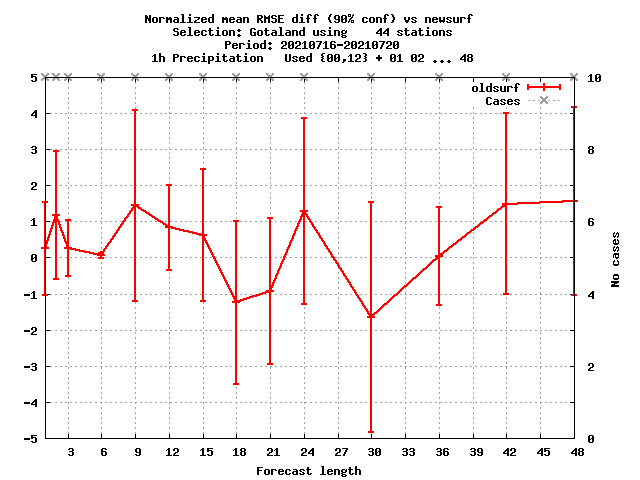 Normalized mean RMSE diff (90% conf) vs newsurf
Selection: Gotaland using    44 stations
Period: 20210716-20210720
1h Precipitation   Used {00,12} + 01 02 ... 48
oldsurf
Cases
5
4
3
2
1
0
-1
-2
-3
-4
-5
10
8
6
4
2
0
No cases
3 6 9 12 15 18 21 24 27 30 33 36 39 42 45 48
Forecast length